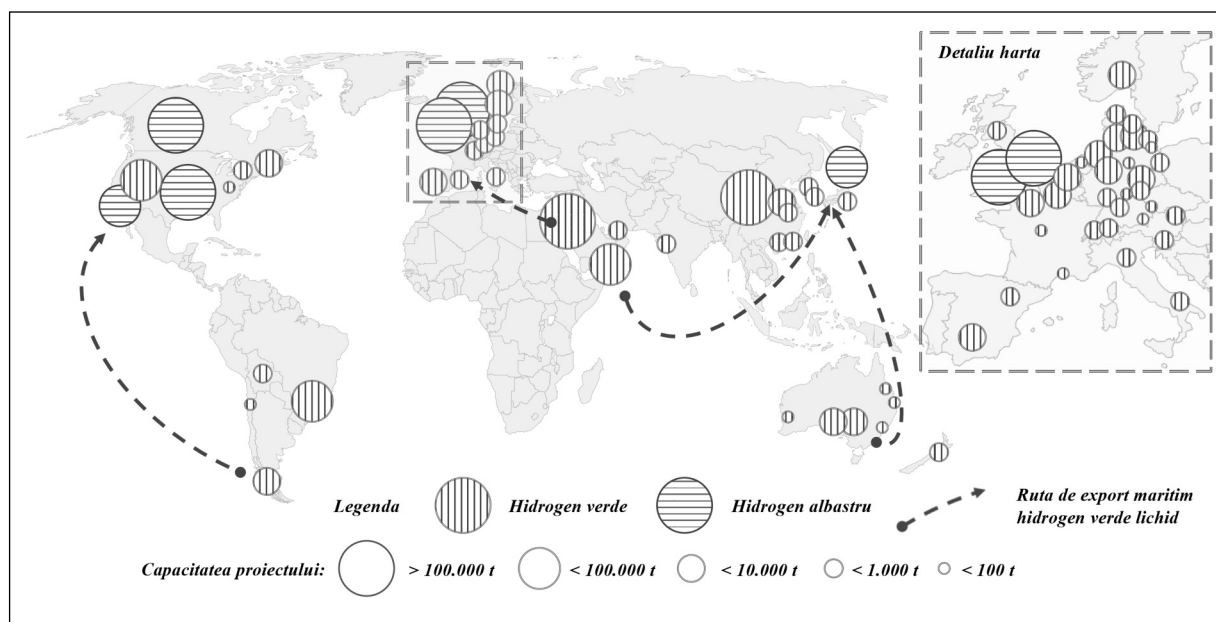 Detaliu harta
Legenda
Hidrogen verde
Hidrogen albastru
Ruta de export maritim
hidrogen verde lichid
Capacitatea proiectului:
> 100.000 t
< 100.000 t
< 10.000 t
< 1.000 t
< 100 t